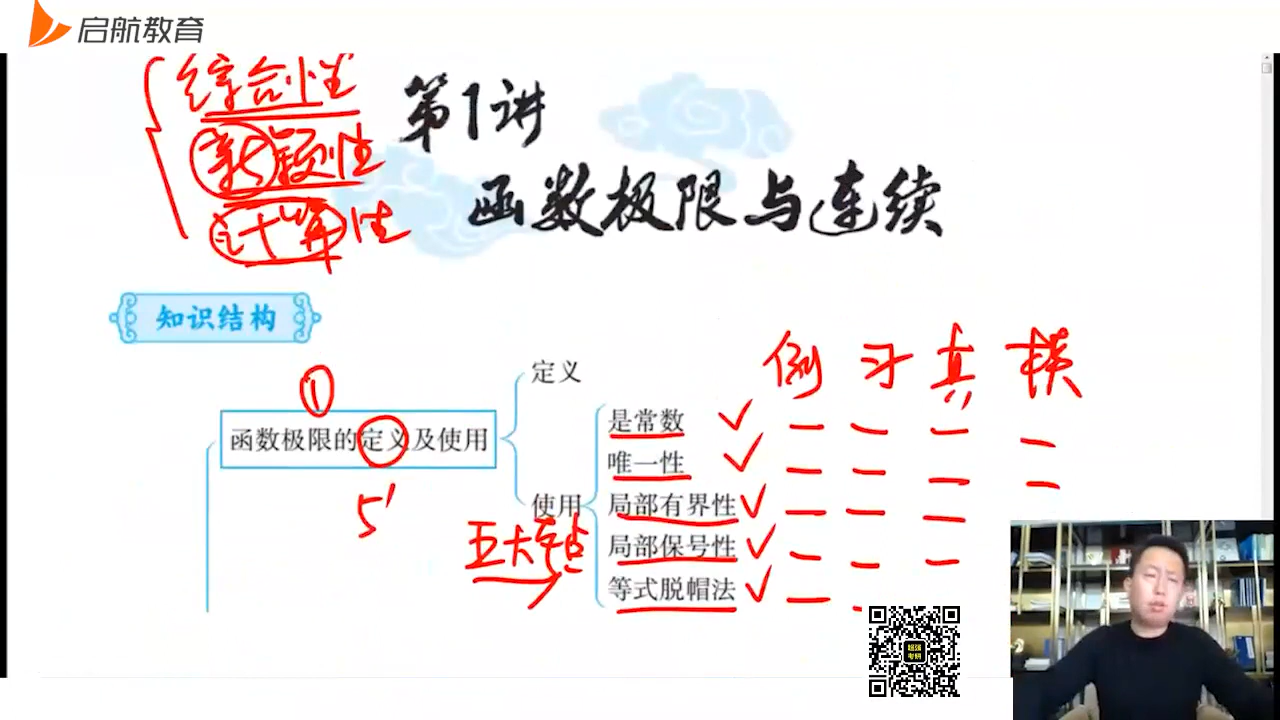 启航教育
综合性
新颖性
计算性
第1讲
函数极限与连续
知识结构
①
函数极限的定义及使用
5'
定义
使用
五大考点
例 习 真 模
是常数
唯一性
局部有界性
局部保号性
等式脱帽法